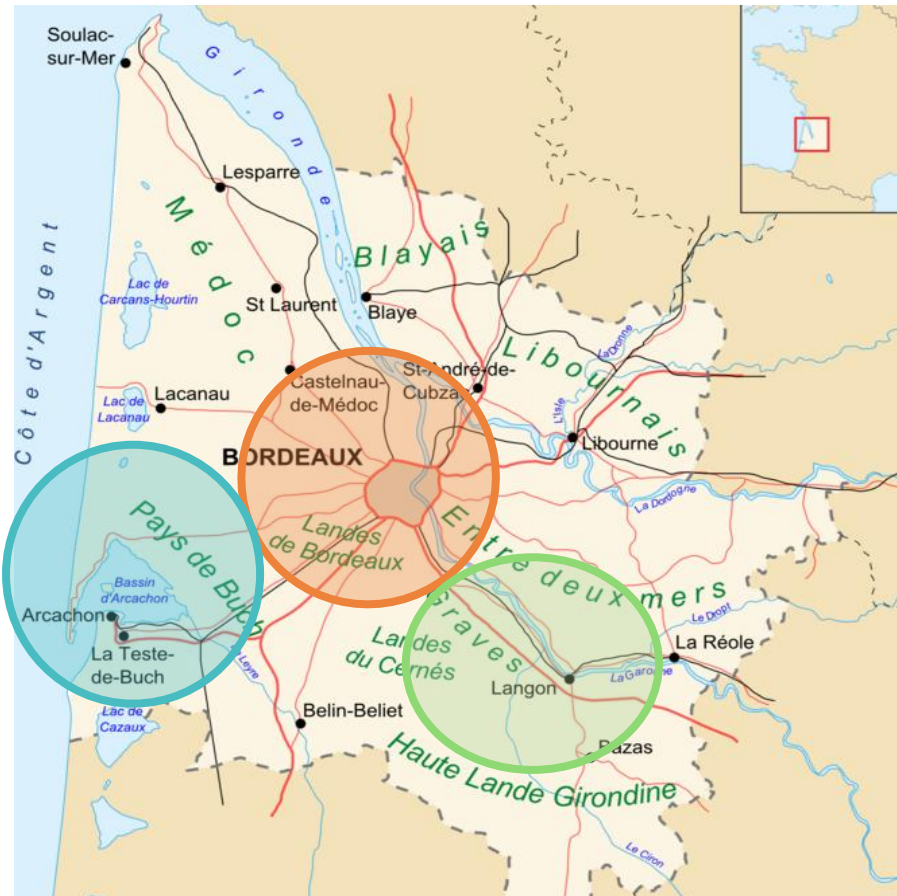 Soulac-
sur-Mer
Gironde
Lesparre
Médoc
Blayais
Côte d'Argent
Lac de
Carcans-Hourtin
St Laurent
Blaye
Libournais
La Dronne
Castelnau-
de-Médoc
St-André-de-
Cubzac
Lac de
Lacanau
Lacanau
L'Isle
Libourne
BORDEAUX
La Dordogne
Pays de Buch
Landes
de Bordeaux
Entre deux mers
Bassin
d'Arcachon
Arcachon
La Teste-
de-Buch
La Leyre
Graves
Le Dropt
Landes
du Cernés
La Réole
Langon
La Garonne
Lac de
Cazaux
Belin-Beliet
Bazas
Haute Lande Girondine
Le Ciron